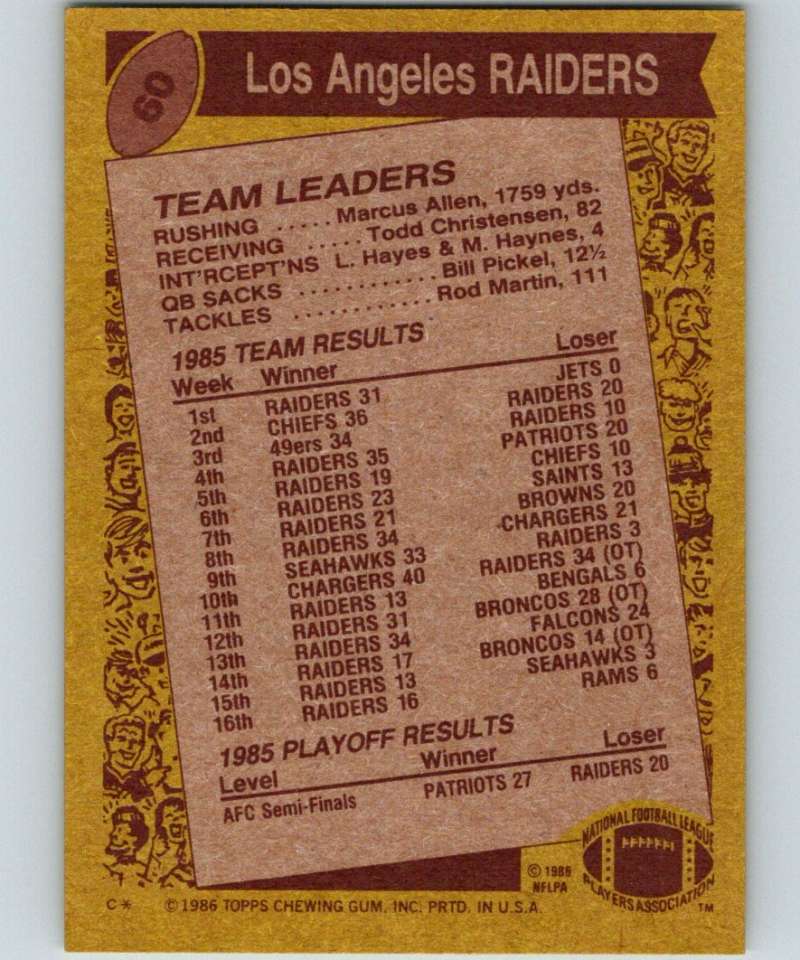 60
Los Angeles RAIDERS
TEAM LEADERS
RUSHING ..... Marcus Allen, 1759 yds.
RECEIVING ..... Todd Christensen, 82
INT'RCEPT'NS L. Hayes & M. Haynes, 4
QB SACKS ............ Bill Pickel, 12½
TACKLES ............ Rod Martin, 111
1985 TEAM RESULTS
Week Winner Loser
1st RAIDERS 31 JETS 0
2nd CHIEFS 36 RAIDERS 20
3rd 49ers 34 RAIDERS 10
4th RAIDERS 35 PATRIOTS 20
5th RAIDERS 19 CHIEFS 10
6th RAIDERS 23 SAINTS 13
7th RAIDERS 21 BROWNS 20
8th RAIDERS 34 CHARGERS 21
9th SEAHAWKS 33 RAIDERS 3
10th CHARGERS 40 RAIDERS 34 (OT)
11th RAIDERS 13 BENGALS 6
12th RAIDERS 31 BRONCOS 28 (OT)
13th RAIDERS 34 FALCONS 24
14th RAIDERS 17 BRONCOS 14 (OT)
15th RAIDERS 13 SEAHAWKS 3
16th RAIDERS 16 RAMS 6
1985 PLAYOFF RESULTS
Level Winner Loser
AFC Semi-Finals PATRIOTS 27 RAIDERS 20
NATIONAL FOOTBALL LEAGUE
PLAYERS ASSOCIATION
TM
© 1986
NFLPA
C* © 1986 TOPPS CHEWING GUM, INC. PRTD. IN U.S.A.